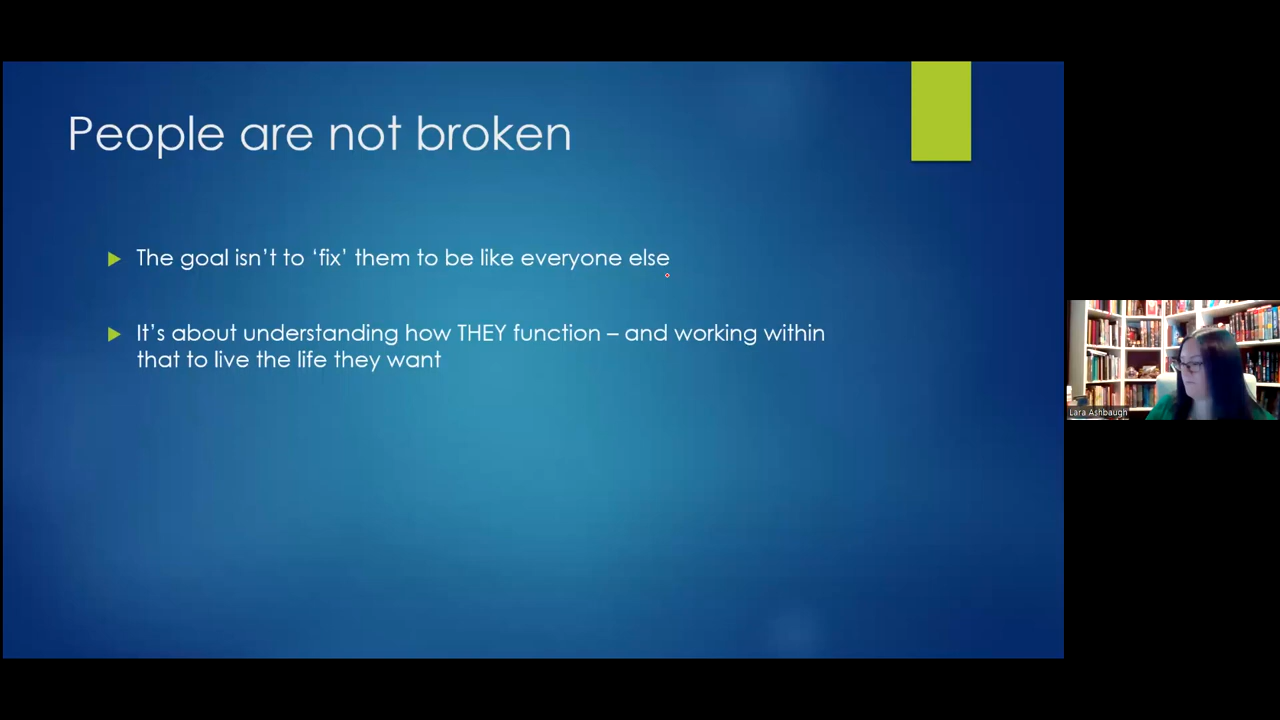 People are not broken
The goal isn’t to ‘fix’ them to be like everyone else
It’s about understanding how THEY function – and working within
that to live the life they want
Lara Ashbaugh